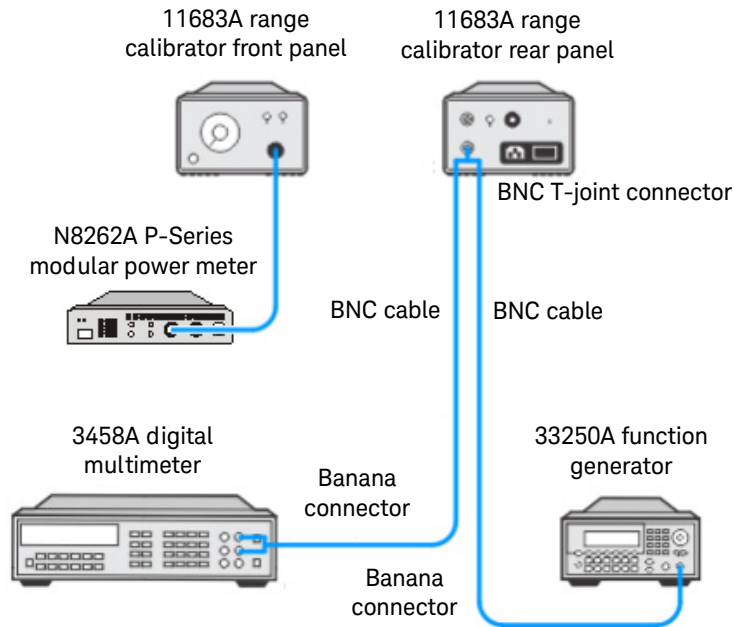 11683A range
calibrator front panel
11683A range
calibrator rear panel
BNC T-joint connector
N8262A P-Series
modular power meter
BNC cable
BNC cable
3458A digital
multimeter
33250A function
generator
Banana
connector
Banana
connector